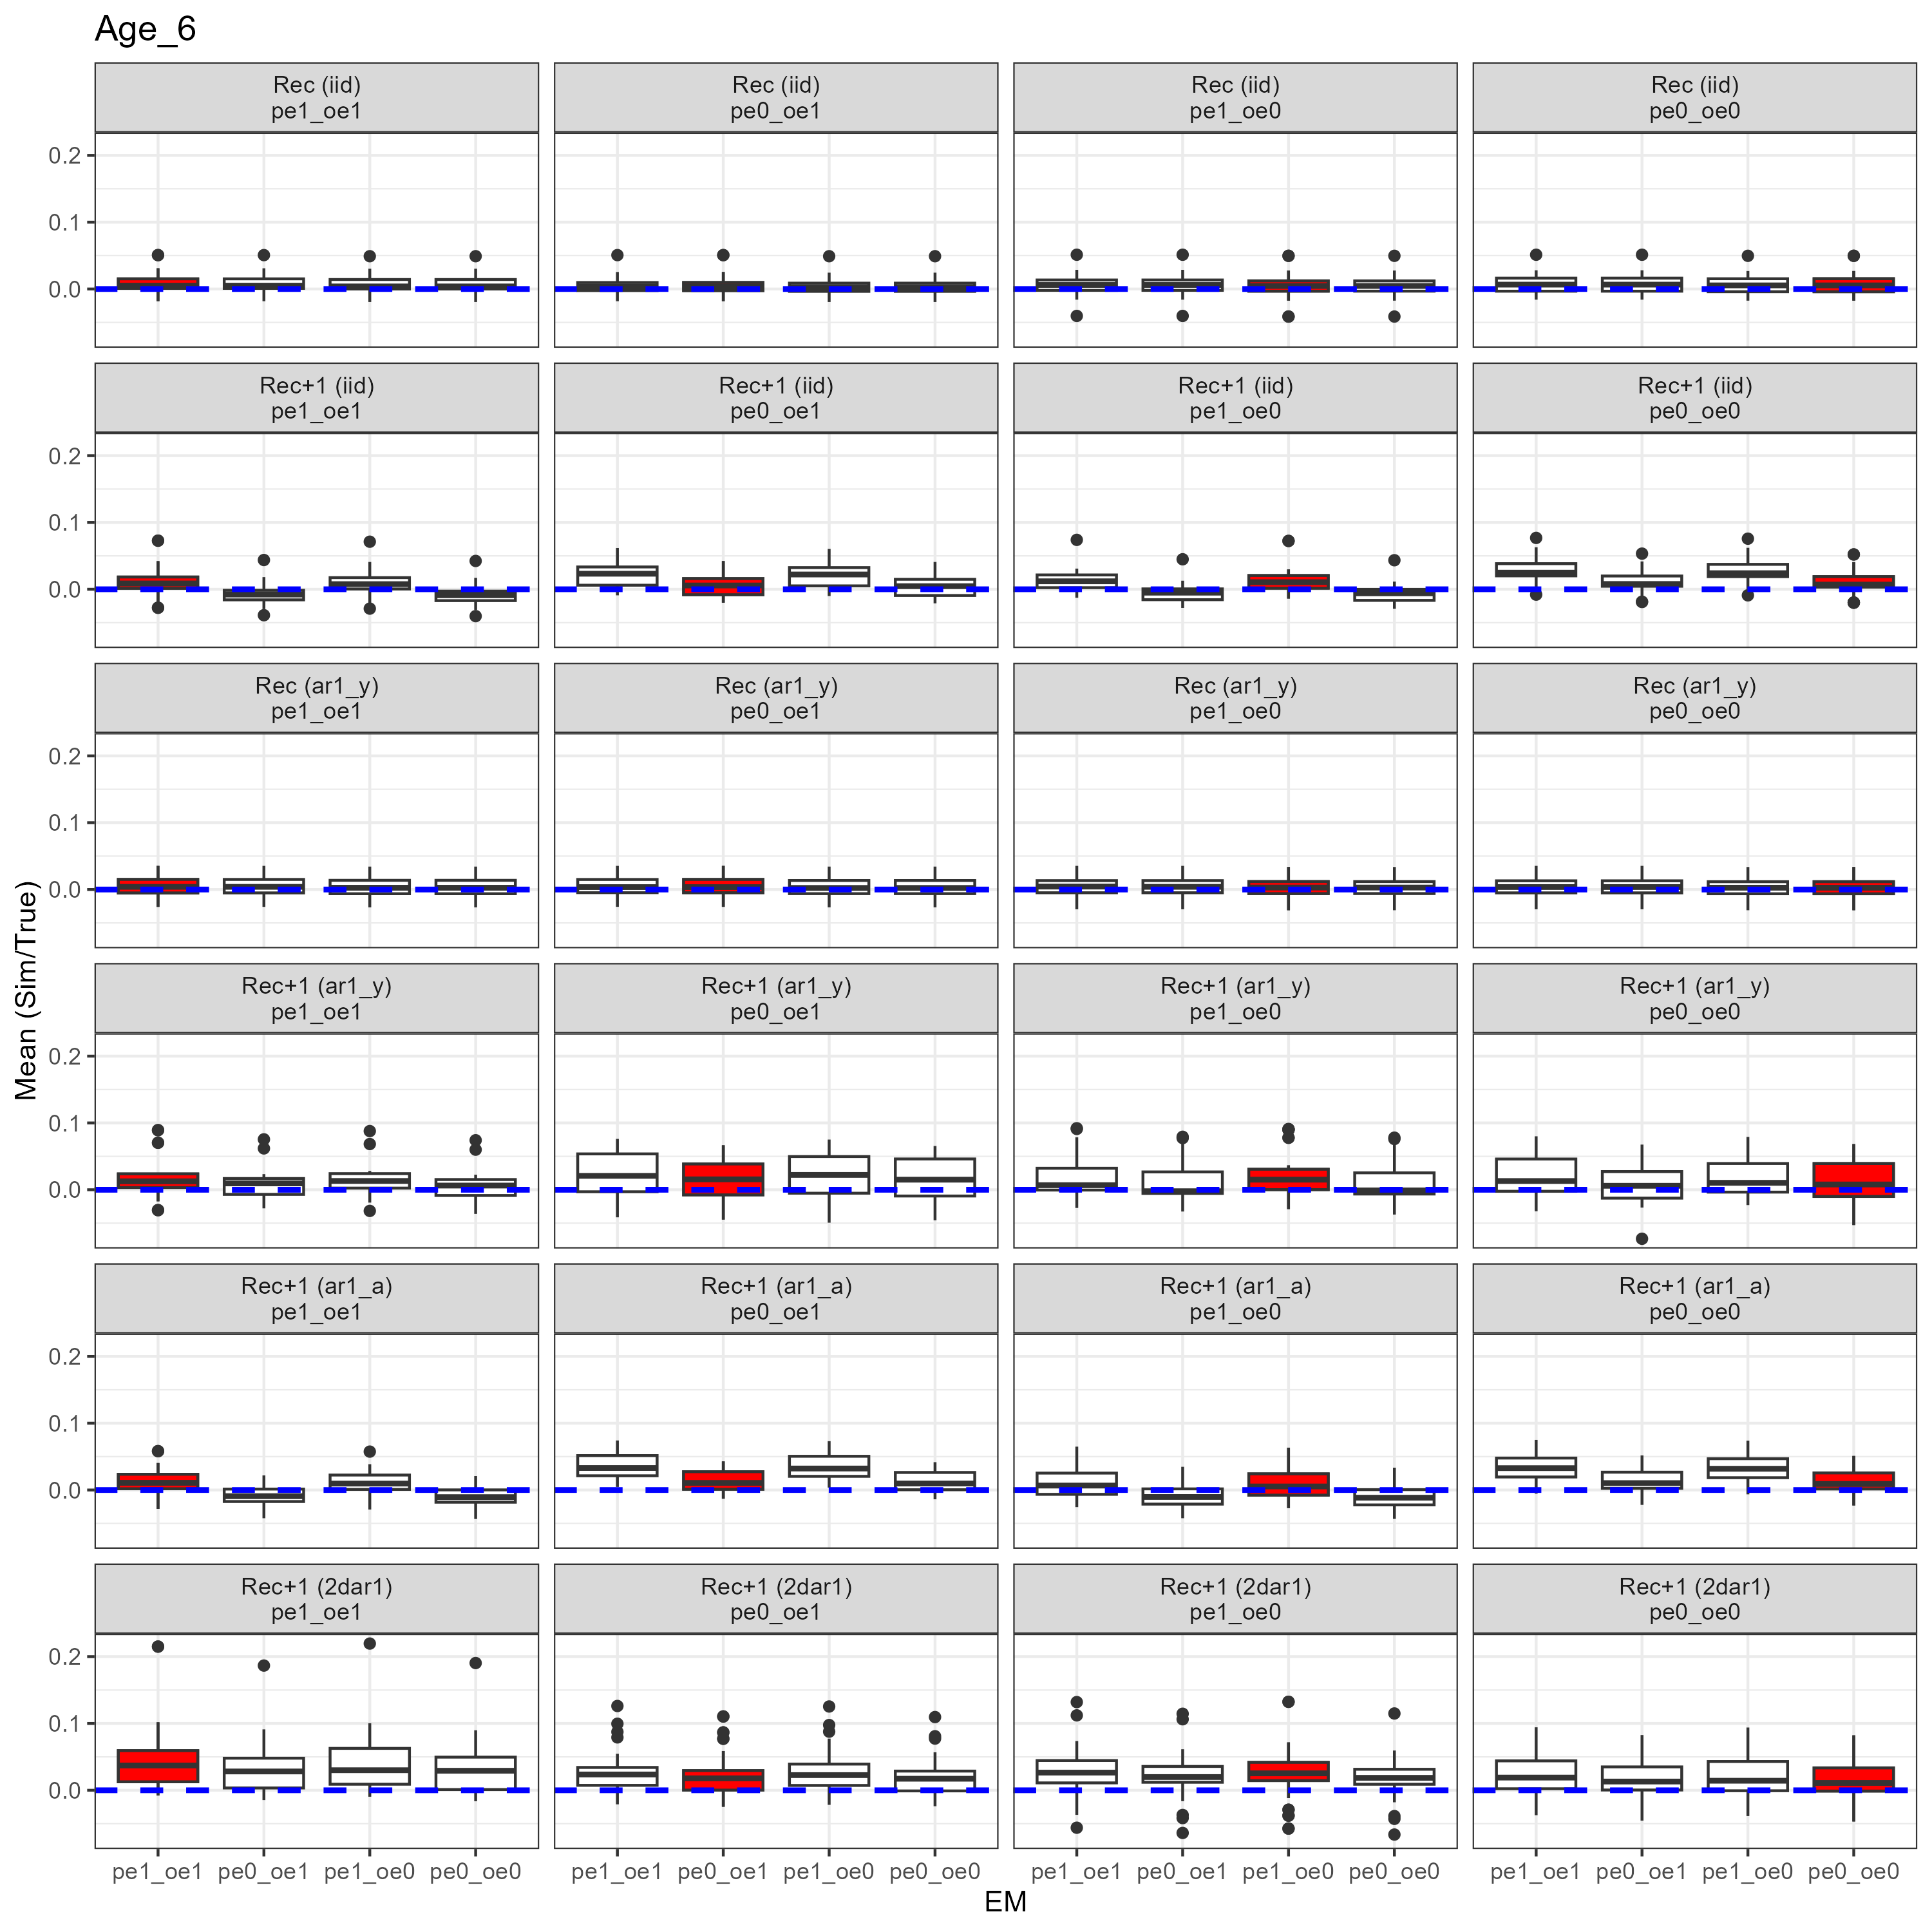 Age_6
Rec (iid)
pe1_oe1
Rec (iid)
pe0_oe1
Rec (iid)
pe1_oe0
Rec (iid)
pe0_oe0
0.2
0.1
0.0
Rec+1 (iid)
pe1_oe1
Rec+1 (iid)
pe0_oe1
Rec+1 (iid)
pe1_oe0
Rec+1 (iid)
pe0_oe0
0.2
0.1
0.0
Rec (ar1_y)
pe1_oe1
Rec (ar1_y)
pe0_oe1
Rec (ar1_y)
pe1_oe0
Rec (ar1_y)
pe0_oe0
0.2
0.1
0.0
Mean (Sim/True)
Rec+1 (ar1_y)
pe1_oe1
Rec+1 (ar1_y)
pe0_oe1
Rec+1 (ar1_y)
pe1_oe0
Rec+1 (ar1_y)
pe0_oe0
0.2
0.1
0.0
Rec+1 (ar1_a)
pe1_oe1
Rec+1 (ar1_a)
pe0_oe1
Rec+1 (ar1_a)
pe1_oe0
Rec+1 (ar1_a)
pe0_oe0
0.2
0.1
0.0
Rec+1 (2dar1)
pe1_oe1
Rec+1 (2dar1)
pe0_oe1
Rec+1 (2dar1)
pe1_oe0
Rec+1 (2dar1)
pe0_oe0
0.2
0.1
0.0
pe1_oe1 pe0_oe1 pe1_oe0 pe0_oe0
pe1_oe1 pe0_oe1 pe1_oe0 pe0_oe0
pe1_oe1 pe0_oe1 pe1_oe0 pe0_oe0
pe1_oe1 pe0_oe1 pe1_oe0 pe0_oe0
EM